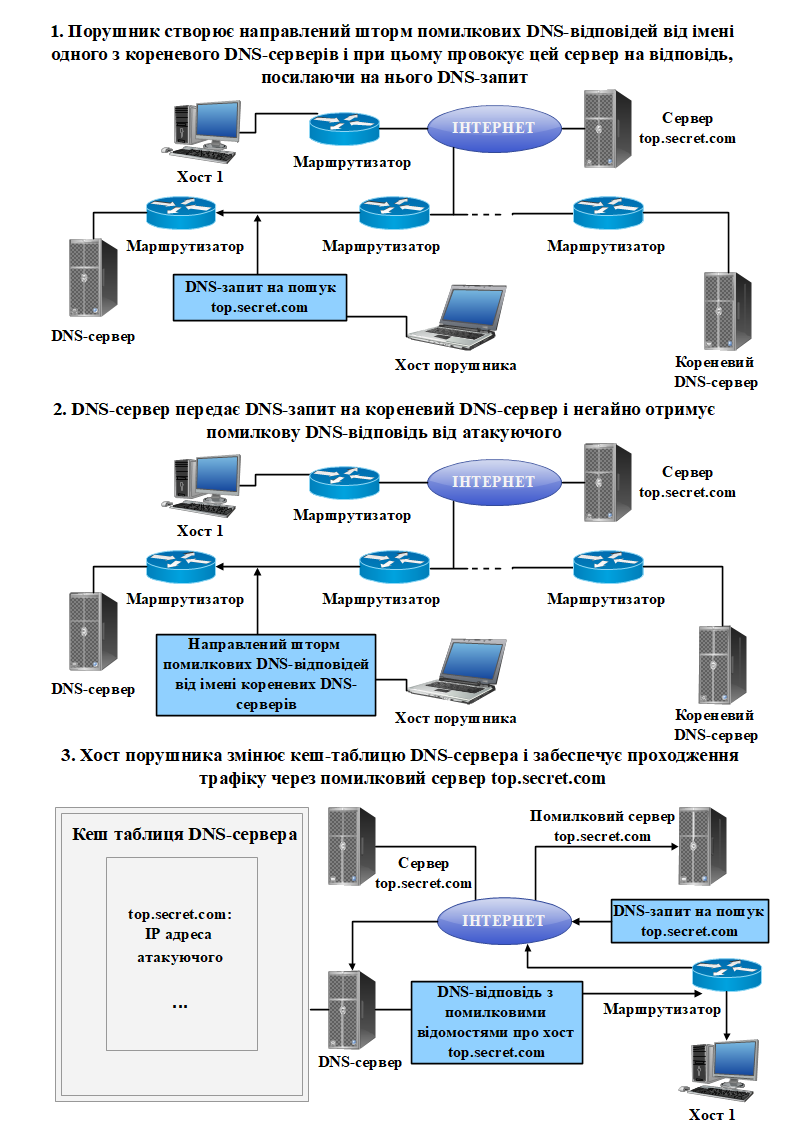 1. Порушник створює направлений шторм помилкових DNS-відповідей від імені
одного з кореневого DNS-серверів і при цьому провокує цей сервер на відповідь,
посилаючи на нього DNS-запит
ІНТЕРНЕТ
Сервер
top.secret.com
Хост 1
Маршрутизатор
Маршрутизатор
Маршрутизатор
Маршрутизатор
DNS-запит на пошук
top.secret.com
DNS-сервер
Хост порушника
Кореневий
DNS-сервер
2. DNS-сервер передає DNS-запит на кореневий DNS-сервер і негайно отримує
помилкову DNS-відповідь від атакуючого
ІНТЕРНЕТ
Сервер
top.secret.com
Хост 1
Маршрутизатор
Маршрутизатор
Маршрутизатор
Маршрутизатор
Направлений шторм
помилкових DNS-відповідей
від імені кореневих DNS-
серверів
DNS-сервер
Хост порушника
Кореневий
DNS-сервер
3. Хост порушника змінює кеш-таблицю DNS-сервера і забеспечує проходження
трафіку через помилковий сервер top.secret.com
Кеш таблиця DNS-сервера
top.secret.com:
IP адреса
атакуючого
...
Сервер
top.secret.com
Помилковий сервер
top.secret.com
ІНТЕРНЕТ
DNS-запит на пошук
top.secret.com
DNS-відповідь з
помилковими
відомостями про хост
top.secret.com
Маршрутизатор
DNS-сервер
Хост 1